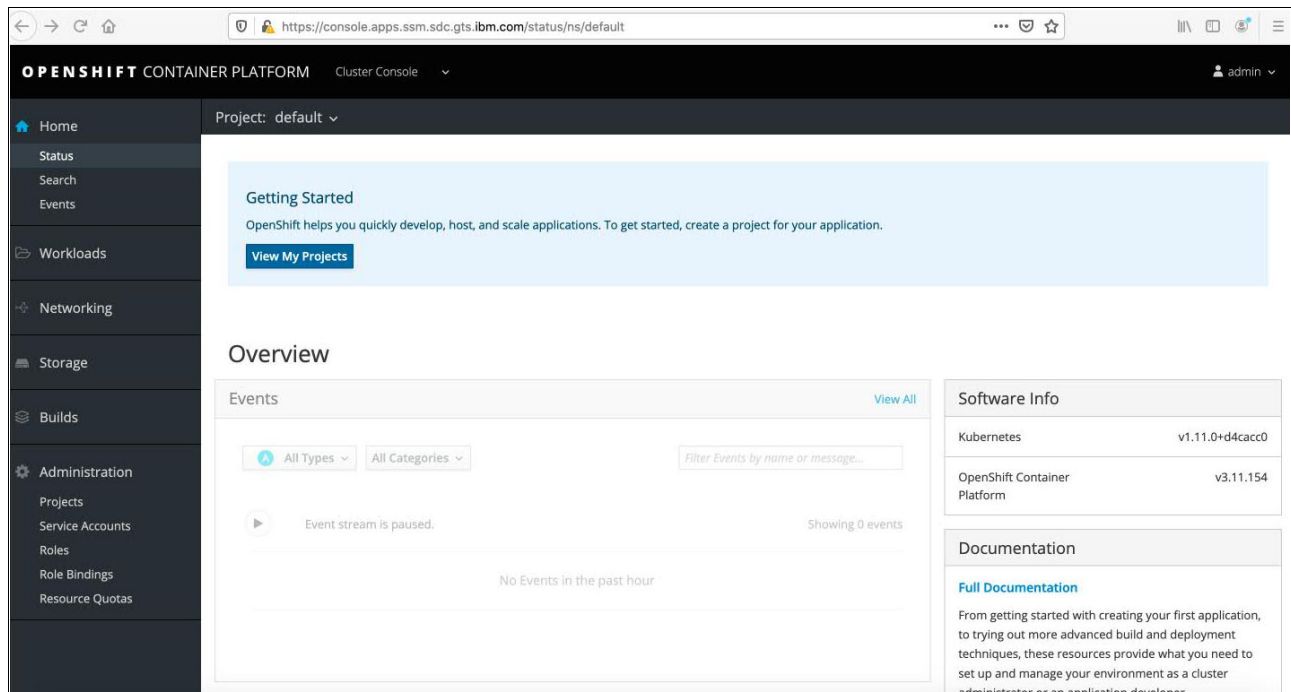 https://console.apps.ssm.sdc.gts.ibm.com/status/ns/default
OPENSHIFT CONTAINER PLATFORM Cluster Console
admin
Project: default
Home
Status
Search
Events
Workloads
Networking
Storage
Builds
Administration
Projects
Service Accounts
Roles
Role Bindings
Resource Quotas
Getting Started
OpenShift helps you quickly develop, host, and scale applications. To get started, create a project for your application.
View My Projects
Overview
Events View All
A All Types All Categories Filter Events by name or message...
Event stream is paused. Showing 0 events
No Events in the past hour
Software Info
Kubernetes v1.11.0+d4cacc0
OpenShift Container v3.11.154
Platform
Documentation
Full Documentation
From getting started with creating your first application,
to trying out more advanced build and deployment
techniques, these resources provide what you need to
set up and manage your environment as a cluster
administrator or an application developer.